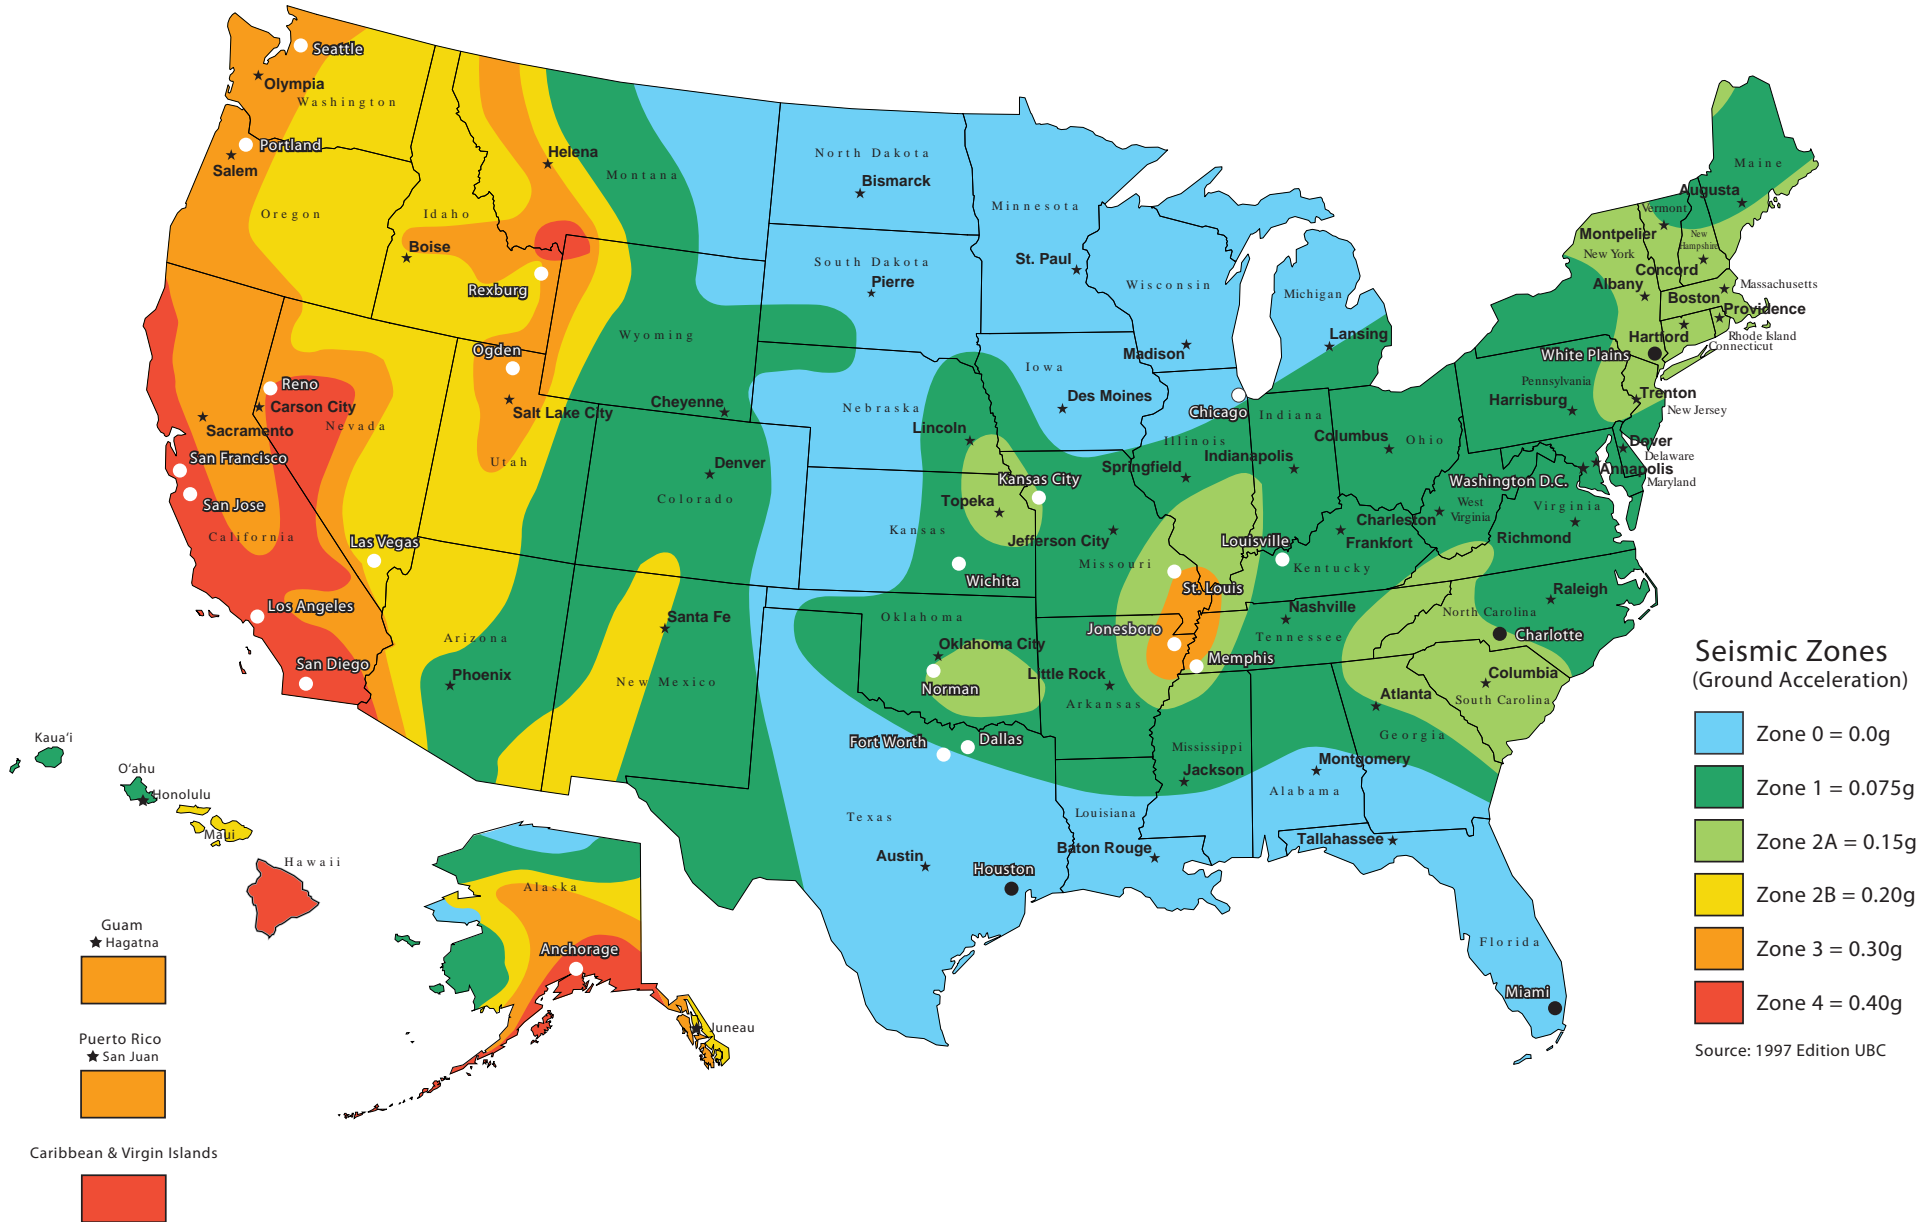 Seattle
Olympia
Washington
Portland
Salem
Oregon
Idaho
Boise
Helena
Montana
Rexburg
Ogden
Salt Lake City
Utah
Reno
Carson City
Nevada
Sacramento
San Francisco
San Jose
California
Las Vegas
Los Angeles
San Diego
Arizona
Phoenix
Wyoming
Cheyenne
Denver
Colorado
Santa Fe
New Mexico
North Dakota
Bismarck
South Dakota
Pierre
Nebraska
Lincoln
Kansas
Topeka
Wichita
Kansas City
Oklahoma
Oklahoma City
Norman
Fort Worth
Dallas
Texas
Austin
Houston
Minnesota
St. Paul
Wisconsin
Madison
Iowa
Des Moines
Michigan
Lansing
Chicago
Illinois
Springfield
Indiana
Indianapolis
Columbus
Ohio
Jefferson City
Missouri
St. Louis
Louisville
Frankfort
Kentucky
Jonesboro
Memphis
Nashville
Tennessee
Little Rock
Arkansas
Mississippi
Jackson
Louisiana
Baton Rouge
Alabama
Montgomery
Georgia
Atlanta
Tallahassee
Florida
Miami
Columbia
South Carolina
North Carolina
Raleigh
Charlotte
Charleston
West
Virginia
Virginia
Richmond
Washington D.C.
Annapolis
Maryland
Dover
Delaware
Pennsylvania
Harrisburg
Trenton
New Jersey
White Plains
New York
Albany
Hartford
Connecticut
Providence
Rhode Island
Boston
Massachusetts
Concord
New
Hampshire
Montpelier
Vermont
Augusta
Maine
Kaua'i
O'ahu
Honolulu
Maui
Hawaii
Alaska
Anchorage
Juneau
Guam
Hagatna
Puerto Rico
San Juan
Caribbean & Virgin Islands
Seismic Zones
(Ground Acceleration)
Zone 0 = 0.0g
Zone 1 = 0.075g
Zone 2A = 0.15g
Zone 2B = 0.20g
Zone 3 = 0.30g
Zone 4 = 0.40g
Source: 1997 Edition UBC